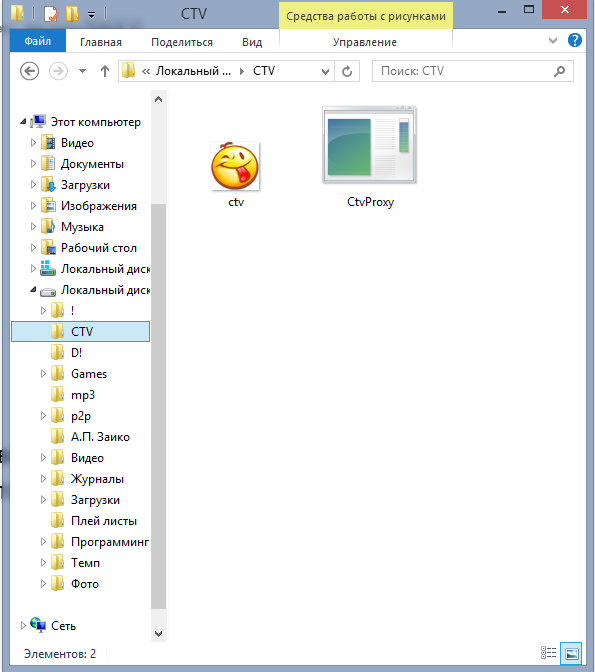 CTV
Средства работы с рисунками
Файл
Главная
Поделиться
Вид
Управление
?
«
Локальный ...
CTV
Поиск: CTV
Этот компьютер
Видео
Документы
Загрузки
Изображения
Музыка
Рабочий стол
Локальный диск
Локальный диск
!
CTV
D!
Games
mp3
p2p
А.П. Заико
Видео
Журналы
Загрузки
Плей листы
Программинг
Темп
Фото
Сеть
ctv
CtvProxy
Элементов: 2